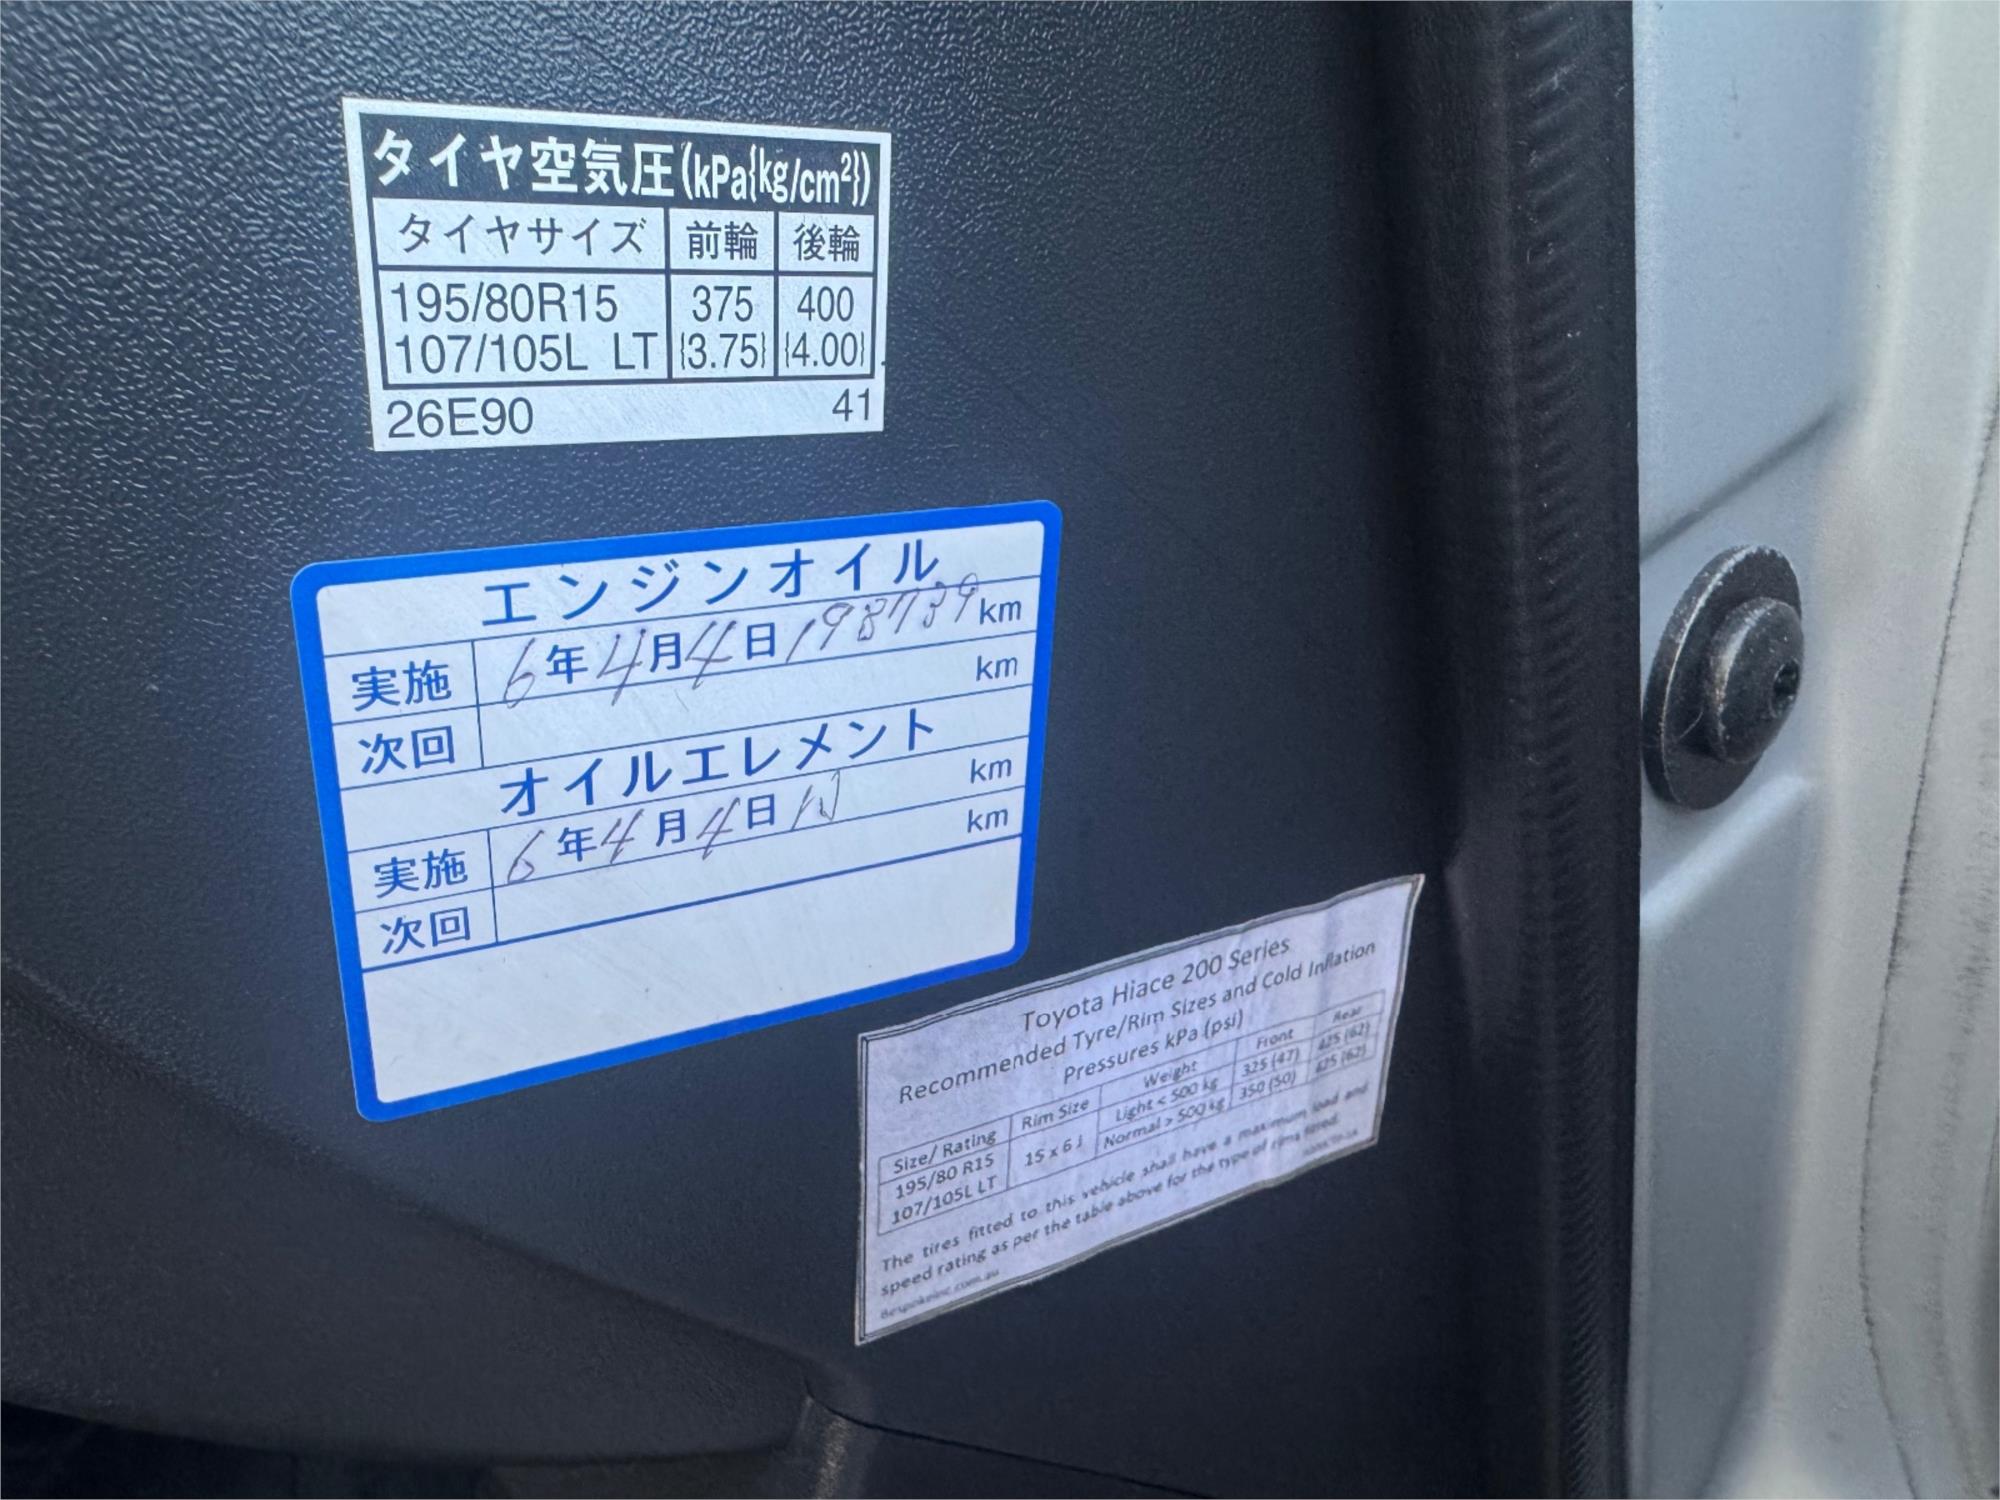 タイヤ空気圧(kPa{kg/cm²})
タイヤサイズ 前輪 後輪
195/80R15 375 400
107/105L LT {3.75} {4.00}
26E90 41
エンジンオイル
実施 6年4月4日 198739km
次回 km
オイルエレメント
実施 6年4月4日 km
次回 km
Toyota Hiace 200 Series
Recommended Tyre/Rim Sizes and Cold Inflation
Pressures kPa (psi)
Size/ Rating Rim Size Weight Front Rear
195/80 R15 15 x 6 J Light < 500 kg 325 (47) 425 (62)
107/105L LT Normal > 500 kg 350 (50) 425 (62)
The tires fitted to this vehicle shall have a maximum load and
speed rating as per the table above for the type of rims fitted.